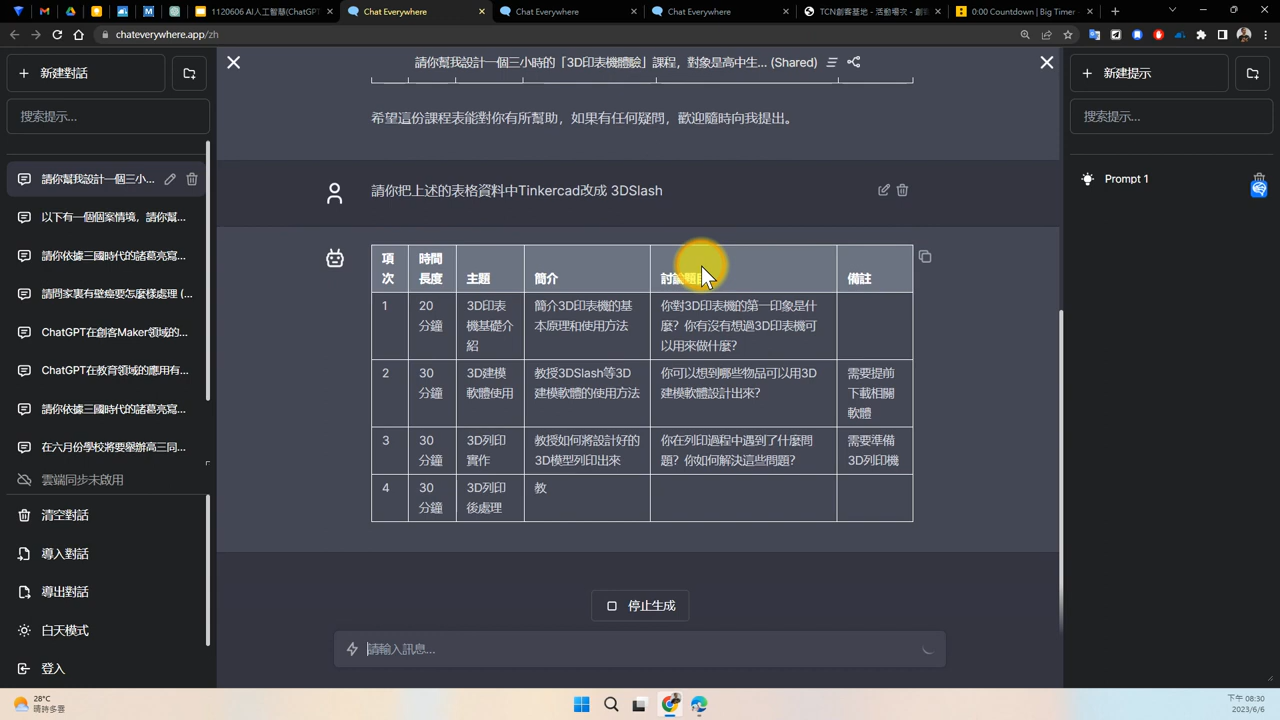 1120606 AI人工智慧(ChatGPT
Chat Everywhere
Chat Everywhere
Chat Everywhere
TCN創客基地 - 活動場次 - 創客
0:00 Countdown | Big Timer
chateverywhere.app/zh
新建對話
搜索提示...
請你幫我設計一個三小...
以下有一個個案情境，請你幫...
請你依據三國時代的諸葛亮寫...
請問家裏有壁癌要怎麼樣處理 (...
ChatGPT在創客Maker領域的...
ChatGPT在教育領域的應用有...
請你依據三國時代的諸葛亮寫...
在六月份學校將要舉辦高三同...
雲端同步未啟用
清空對話
導入對話
導出對話
白天模式
登入
請你幫我設計一個三小時的「3D印表機體驗」課程，對象是高中生... (Shared)
希望這份課程表能對你有所幫助，如果有任何疑問，歡迎隨時向我提出。
請你把上述的表格資料中Tinkercad改成 3DSlash
項次 時間長度 主題 簡介 討論題目 備註
1 20分鐘 3D印表機基礎介紹 簡介3D印表機的基本原理和使用方法 你對3D印表機的第一印象是什麼？你有沒有想過3D印表機可以用來做什麼？
2 30分鐘 3D建模軟體使用 教授3DSlash等3D建模軟體的使用方法 你可以想到哪些物品可以用3D建模軟體設計出來？ 需要提前下載相關軟體
3 30分鐘 3D列印實作 教授如何將設計好的3D模型列印出來 你在列印過程中遇到了什麼問題？你如何解決這些問題？ 需要準備3D列印機
4 30分鐘 3D列印後處理 教
停止生成
請輸入訊息...
新建提示
搜索提示...
Prompt 1
28°C
晴時多雲
下午 08:30
2023/6/6